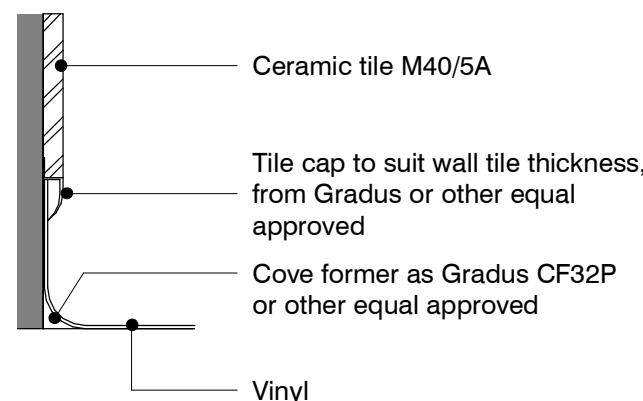 Ceramic tile M40/5A
Tile cap to suit wall tile thickness,
from Gradus or other equal
approved
Cove former as Gradus CF32P
or other equal approved
Vinyl